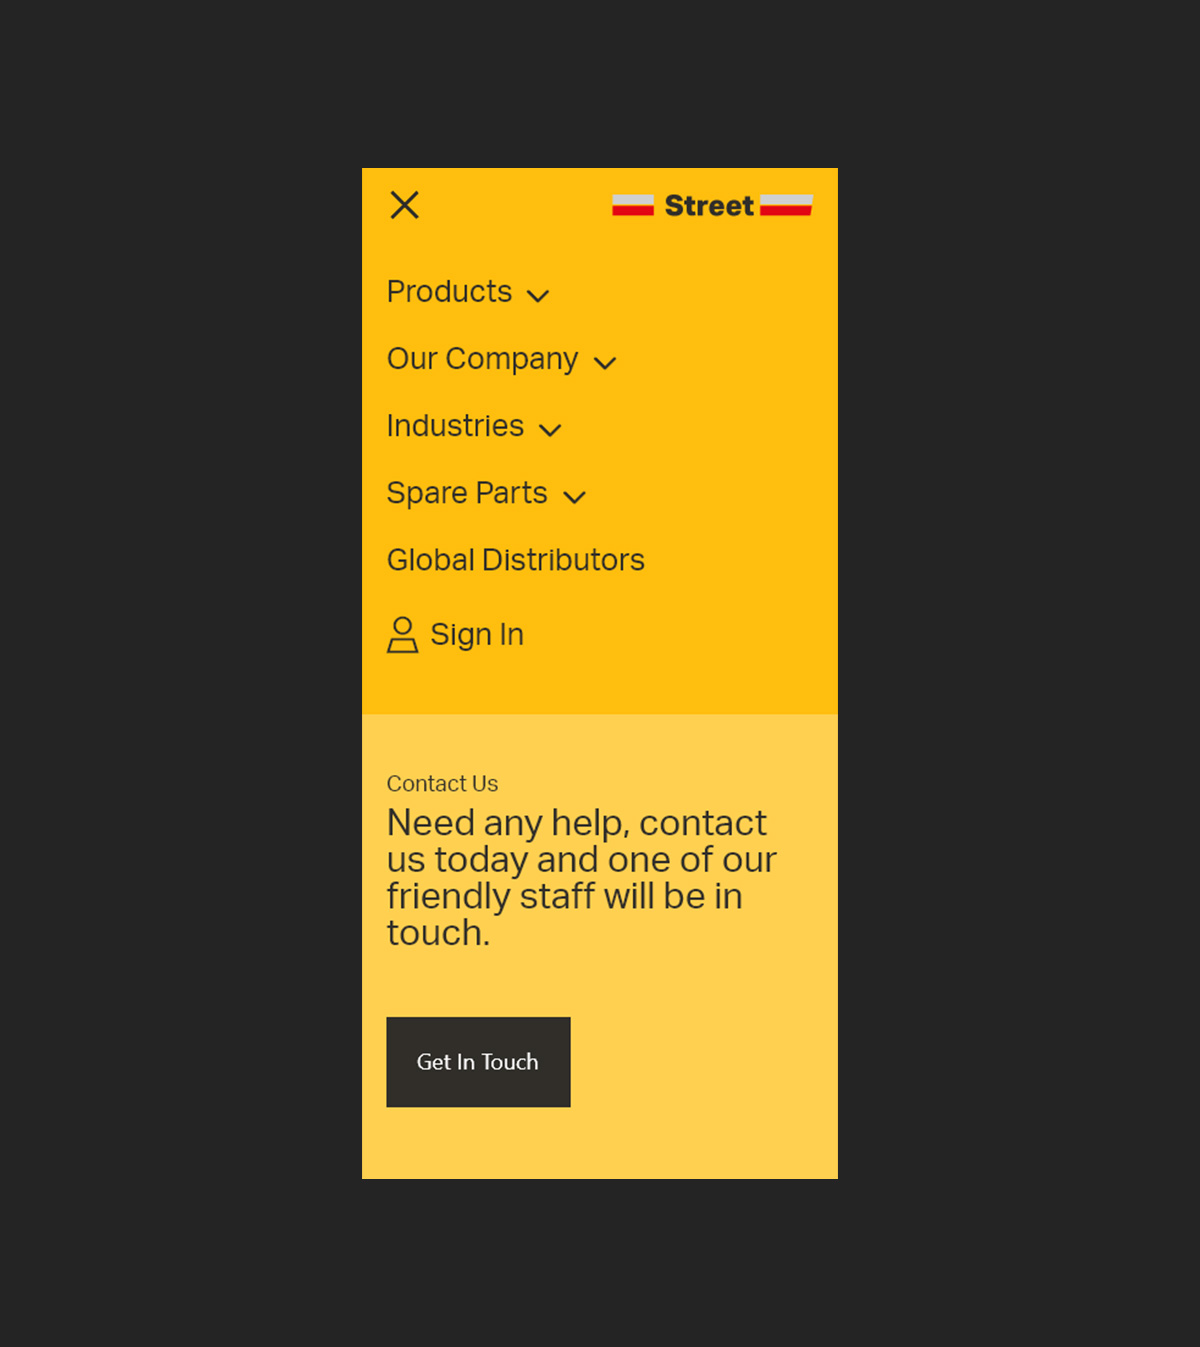 Street
Products
Our Company
Industries
Spare Parts
Global Distributors
Sign In
Contact Us
Need any help, contact
us today and one of our
friendly staff will be in
touch.
Get In Touch